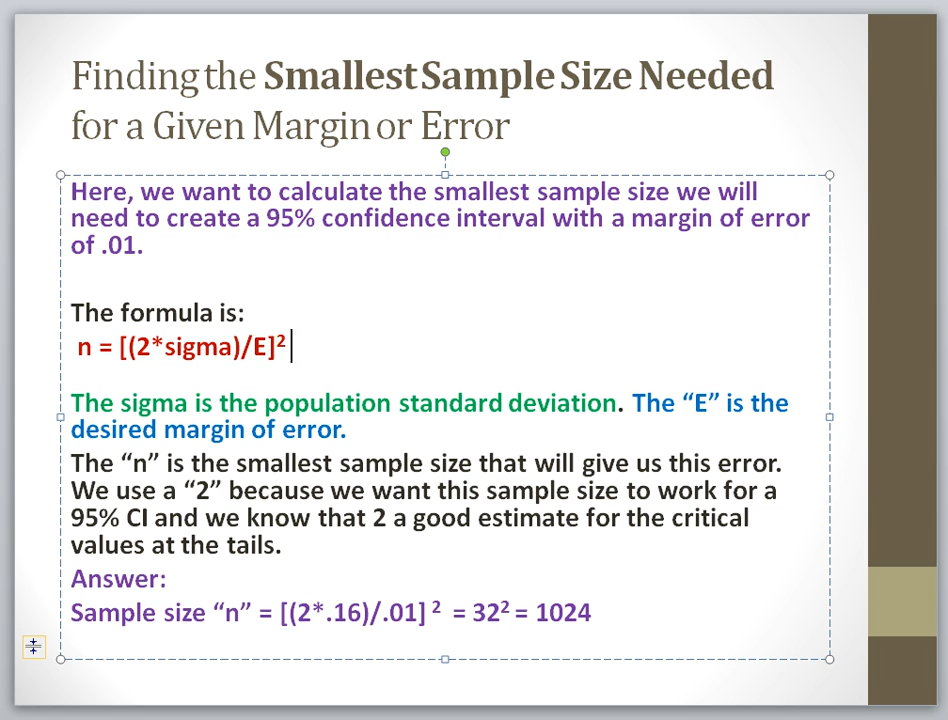 Finding the Smallest Sample Size Needed
for a Given Margin or Error
Here, we want to calculate the smallest sample size we will
need to create a 95% confidence interval with a margin of error
of .01.
The formula is:
n = [(2*sigma)/E]²
The sigma is the population standard deviation. The “E” is the
desired margin of error.
The “n” is the smallest sample size that will give us this error.
We use a “2” because we want this sample size to work for a
95% CI and we know that 2 a good estimate for the critical
values at the tails.
Answer:
Sample size “n” = [(2*.16)/.01] ² = 32² = 1024